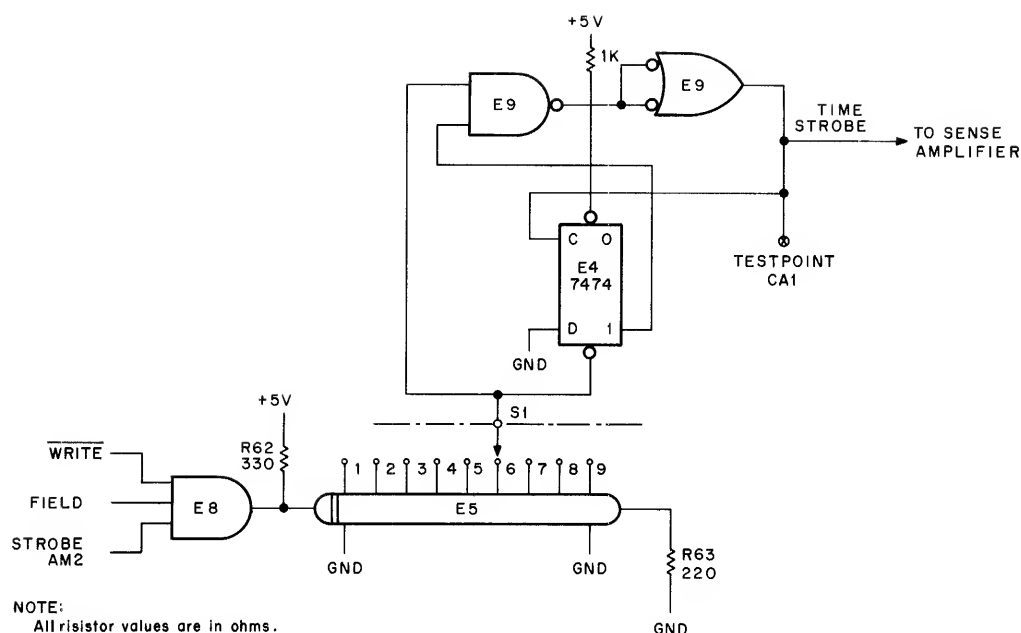 +5V
1K
E9
E9
TIME
STROBE
TO SENSE
AMPLIFIER
C 0
E4
7474
D 1
TESTPOINT
CA1
GND
S1
+5V
R62
330
WRITE
FIELD
STROBE
AM2
E8
1 2 3 4 5 6 7 8 9
E5
GND
GND
R63
220
GND
NOTE:
All risistor values are in ohms.